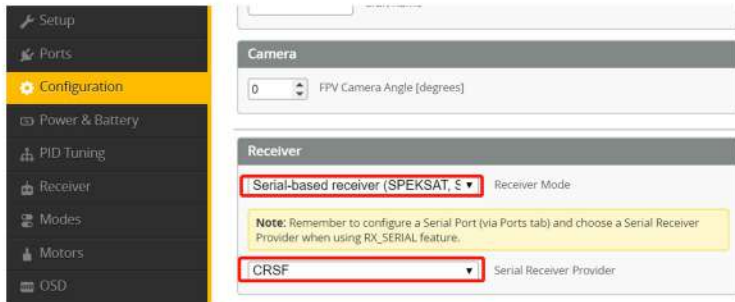 Setup
Ports
Configuration
Power & Battery
PID Tuning
Receiver
Modes
Motors
OSD
Camera
0 FPV Camera Angle [degrees]
Receiver
Serial-based receiver (SPEKSAT, S Receiver Mode
Note: Remember to configure a Serial Port (via Ports tab) and choose a Serial Receiver
Provider when using RX_SERIAL feature.
CRSF Serial Receiver Provider